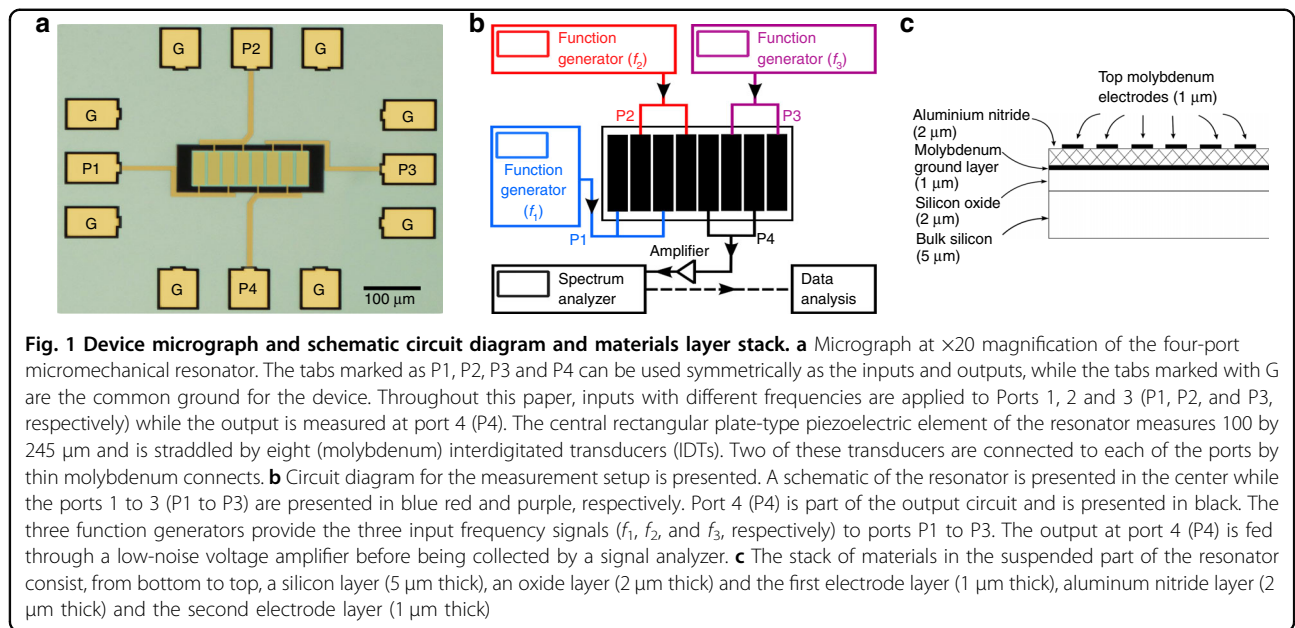 a
G
P2
G
G
G
P1
P3
G
G
G
P4
G
100 μm
b
Function
generator (f2)
Function
generator (f3)
P2
P3
Function
generator
(f1)
P1
P4
Amplifier
Spectrum
analyzer
Data
analysis
c
Top molybdenum
electrodes (1 μm)
Aluminium nitride
(2 μm)
Molybdenum
ground layer
(1 μm)
Silicon oxide
(2 μm)
Bulk silicon
(5 μm)
Fig. 1 Device micrograph and schematic circuit diagram and materials layer stack. a Micrograph at ×20 magnification of the four-port
micromechanical resonator. The tabs marked as P1, P2, P3 and P4 can be used symmetrically as the inputs and outputs, while the tabs marked with G
are the common ground for the device. Throughout this paper, inputs with different frequencies are applied to Ports 1, 2 and 3 (P1, P2, and P3,
respectively) while the output is measured at port 4 (P4). The central rectangular plate-type piezoelectric element of the resonator measures 100 by
245 μm and is straddled by eight (molybdenum) interdigitated transducers (IDTs). Two of these transducers are connected to each of the ports by
thin molybdenum connects. b Circuit diagram for the measurement setup is presented. A schematic of the resonator is presented in the center while
the ports 1 to 3 (P1 to P3) are presented in blue red and purple, respectively. Port 4 (P4) is part of the output circuit and is presented in black. The
three function generators provide the three input frequency signals (f1, f2, and f3, respectively) to ports P1 to P3. The output at port 4 (P4) is fed
through a low-noise voltage amplifier before being collected by a signal analyzer. c The stack of materials in the suspended part of the resonator
consist, from bottom to top, a silicon layer (5 μm thick), an oxide layer (2 μm thick) and the first electrode layer (1 μm thick), aluminum nitride layer (2
μm thick) and the second electrode layer (1 μm thick)